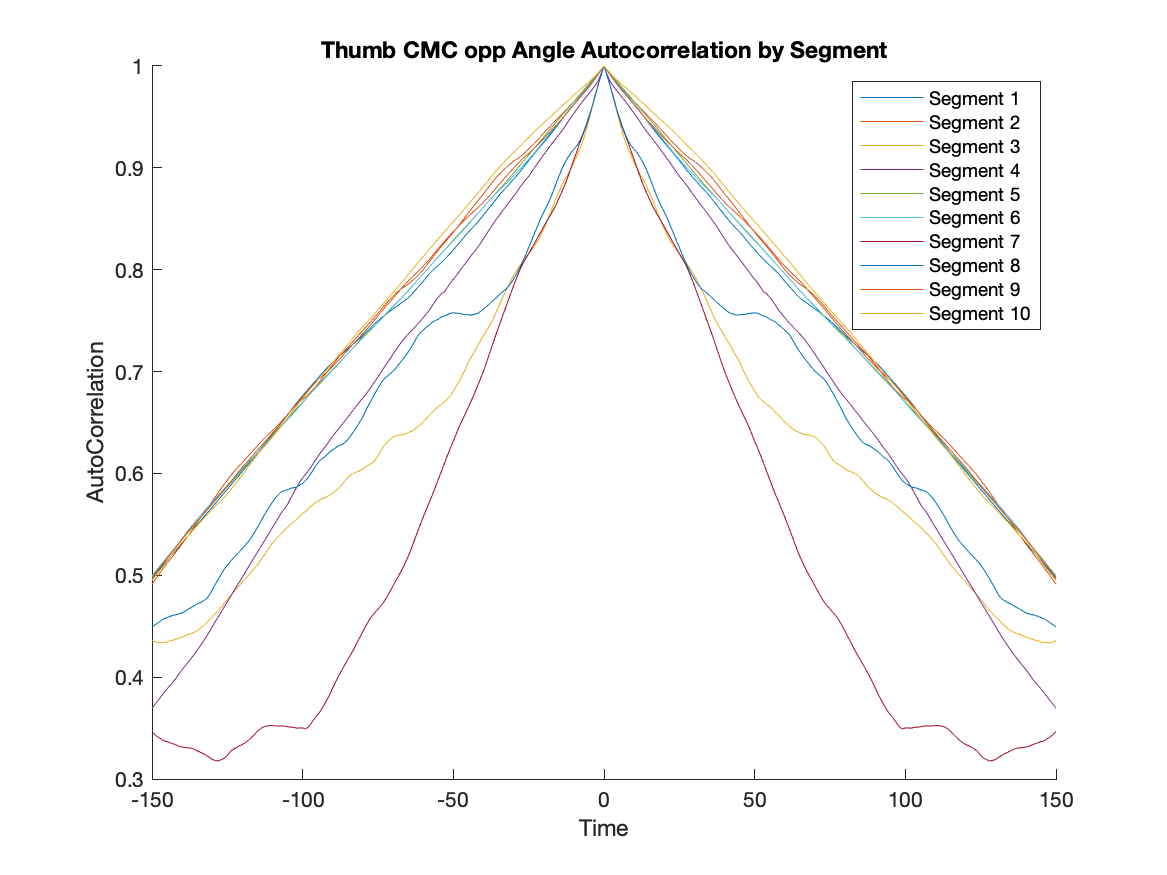 Thumb CMC opp Angle Autocorrelation by Segment
1
0.9
0.8
0.7
0.6
0.5
0.4
0.3
AutoCorrelation
Segment 1
Segment 2
Segment 3
Segment 4
Segment 5
Segment 6
Segment 7
Segment 8
Segment 9
Segment 10
-150 -100 -50 0 50 100 150
Time